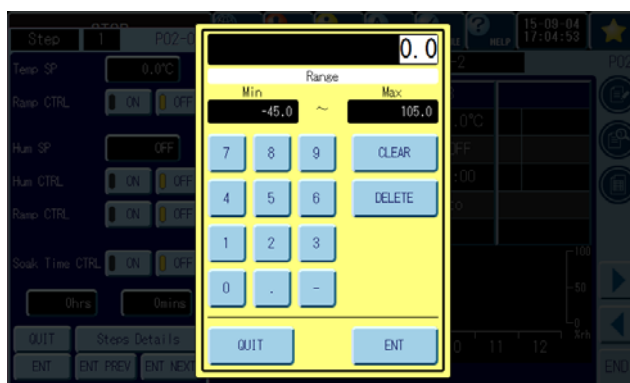 STOP
HELP
15-09-04
17:04:53
Step 1 P02-0
-2
P02
Temp SP 0.0°C
Ramp CTRL ON OFF
Hum SP OFF
Hum CTRL ON OFF
Ramp CTRL ON OFF
Soak Time CTRL ON OFF
0hrs 0mins
QUIT Steps Details
ENT ENT PREV ENT NEXT
0.0
Range
Min Max
-45.0 ~ 105.0
7 8 9 CLEAR
4 5 6 DELETE
1 2 3
0 . -
QUIT ENT
.0°C
OFF
:00
100
50
0
%rh
0 11 12
END